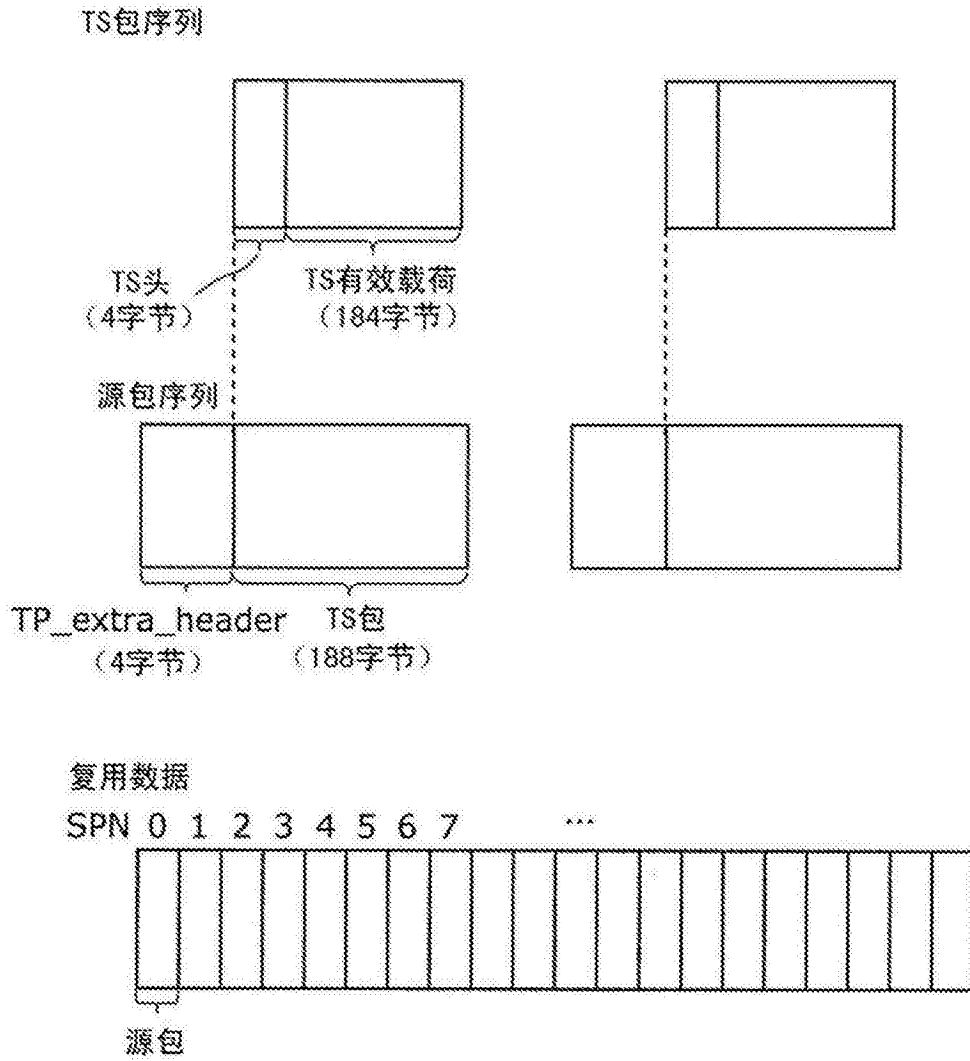 TS包序列
TS头 TS有效载荷
（4字节） （184字节）
源包序列
TP_extra_header TS包
（4字节） （188字节）
复用数据
SPN 0 1 2 3 4 5 6 7 ...
源包